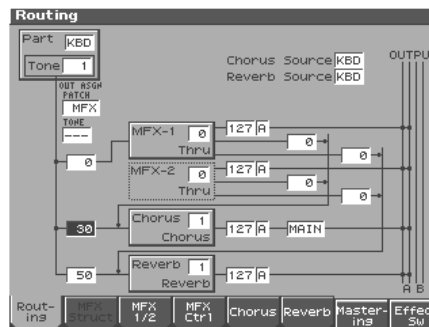 Routing
Part KBD
Tone 1
Chorus Source KBD
Reverb Source KBD
OUTPUT
OUT ASGN
PATCH
MFX
TONE
---
0
MFX-1 0
Thru
127 A
0
0
MFX-2 0
Thru
127 A
0
0
30
Chorus 1
Chorus
127 A MAIN
50
Reverb 1
Reverb
127 A
A B
Rout-
ing
MFX
Struct
MFX
1/2
MFX
Ctrl
Chorus
Reverb
Master-
ing
Effec
Sw